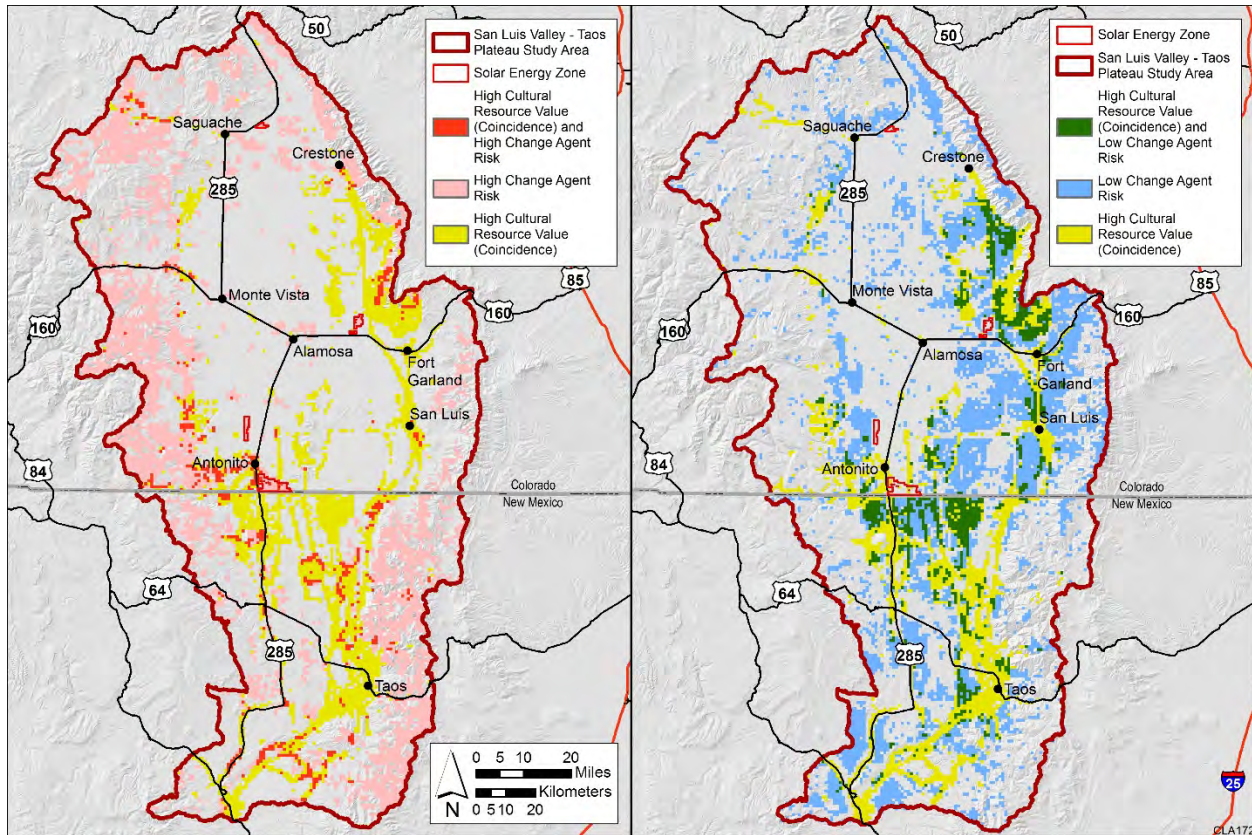 50
San Luis Valley - Taos
Plateau Study Area
Solar Energy Zone
High Cultural
Resource Value
(Coincidence) and
High Change Agent
Risk
High Change Agent
Risk
High Cultural
Resource Value
(Coincidence)
Saguache
Crestone
285
Monte Vista
160
85
160
Alamosa
Fort
Garland
San Luis
Antonito
84
Colorado
New Mexico
64
285
Taos
N
0 5 10 20
Miles
Kilometers
0 5 10 20
50
Solar Energy Zone
San Luis Valley - Taos
Plateau Study Area
High Cultural
Resource Value
(Coincidence) and
Low Change Agent
Risk
Low Change Agent
Risk
High Cultural
Resource Value
(Coincidence)
Saguache
Crestone
285
Monte Vista
160
85
160
Alamosa
Fort
Garland
San Luis
Antonito
84
Colorado
New Mexico
64
285
Taos
25